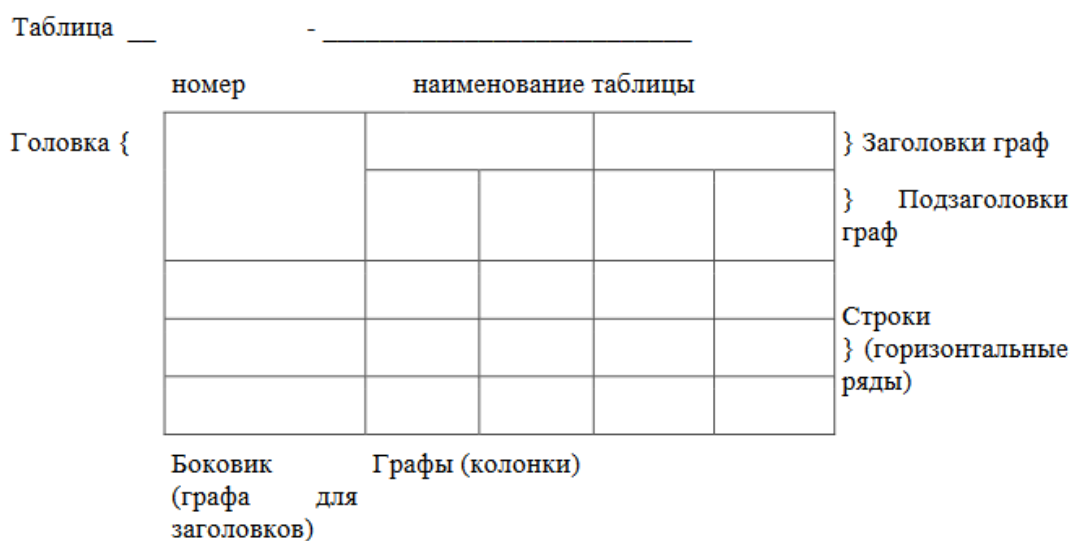 Таблица __ - __________________________
номер наименование таблицы
Головка { } Заголовки граф
} Подзаголовки
граф
Строки
} (горизонтальные
ряды)
Боковик Графы (колонки)
(графа для
заголовков)